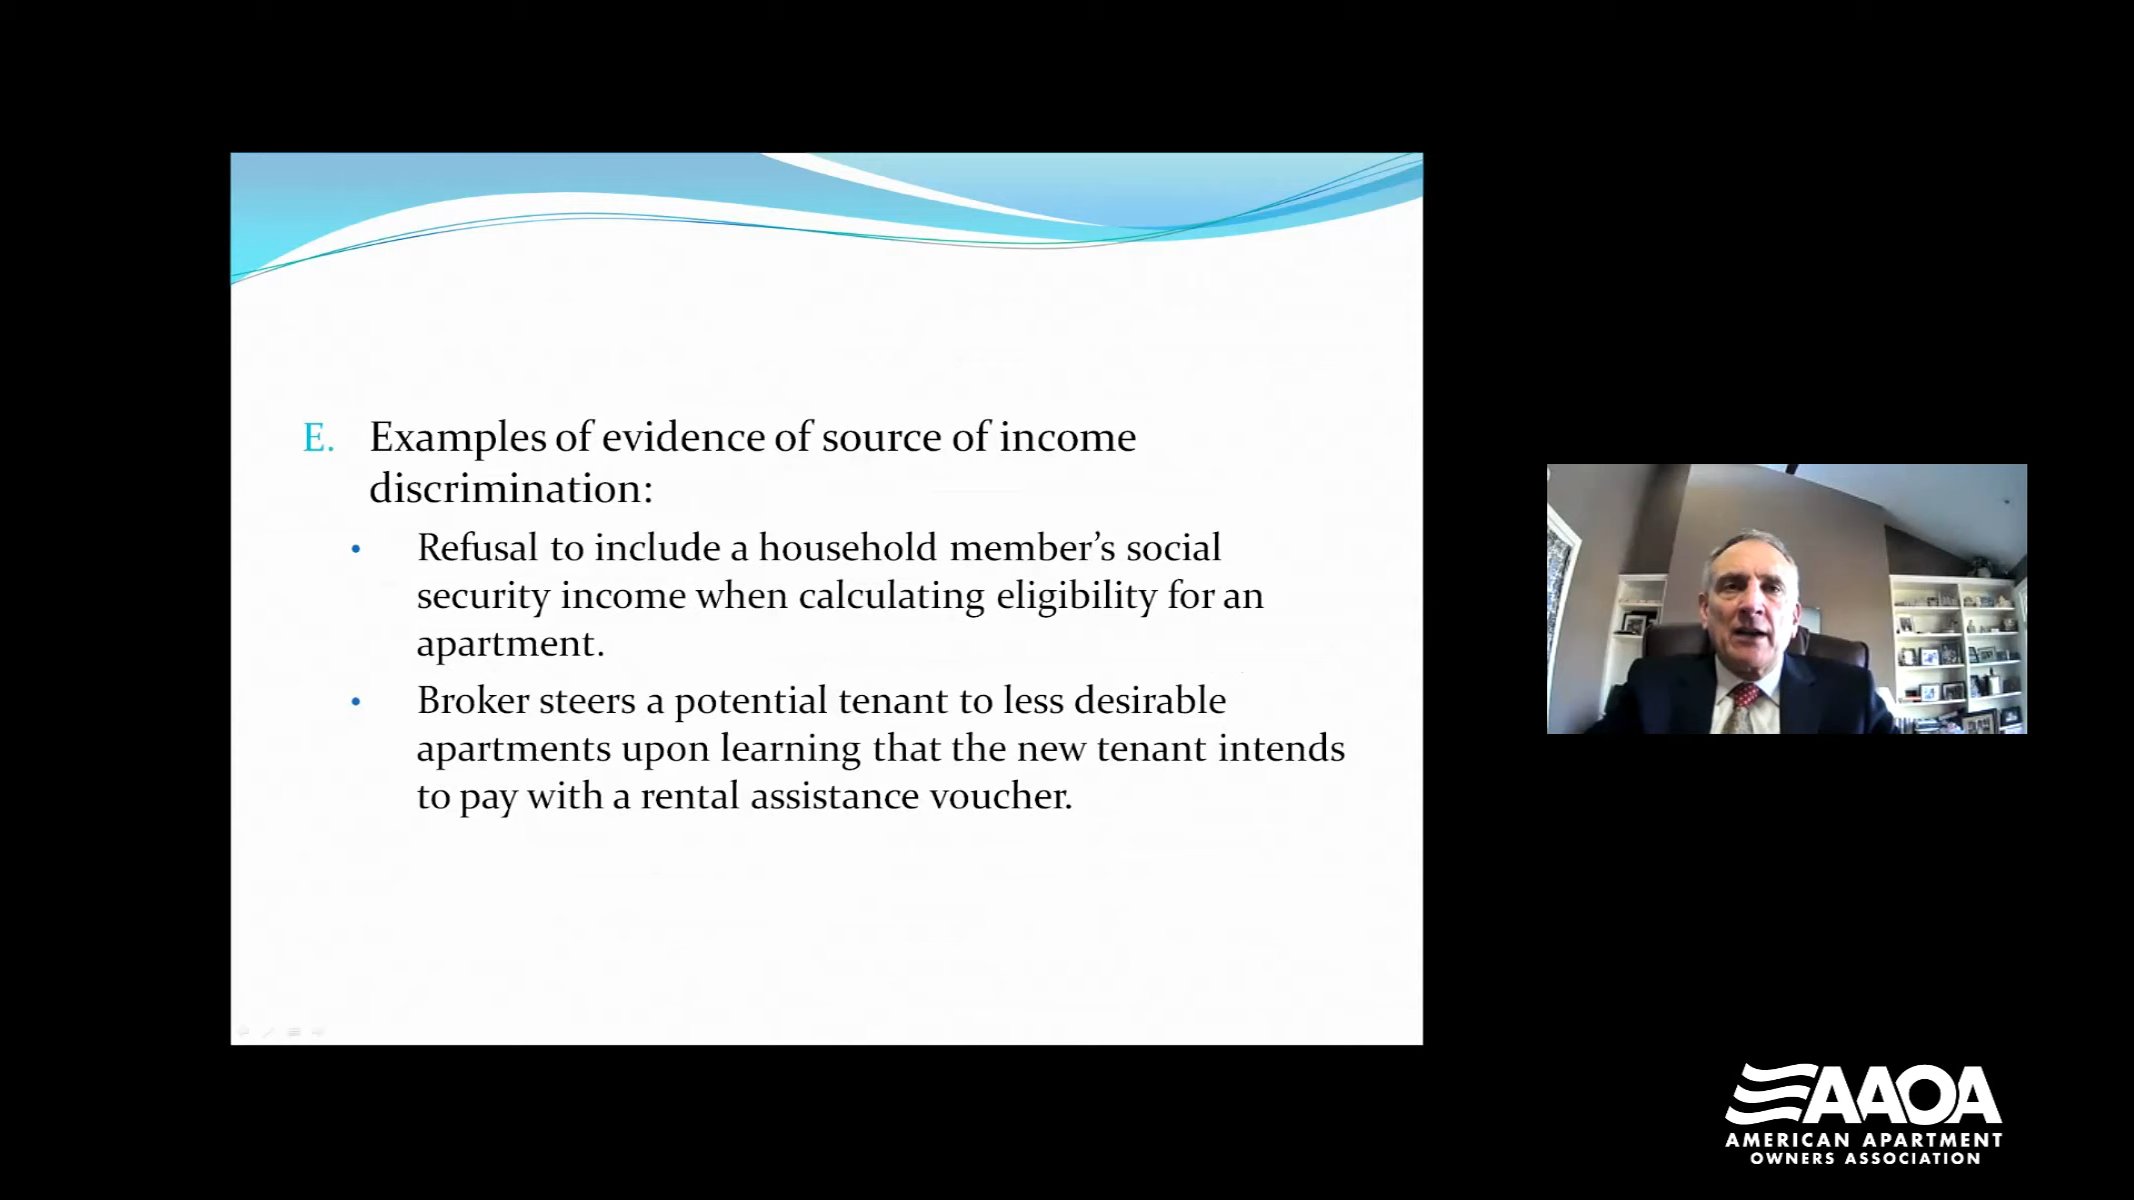 E. Examples of evidence of source of income
discrimination:
• Refusal to include a household member’s social
security income when calculating eligibility for an
apartment.
• Broker steers a potential tenant to less desirable
apartments upon learning that the new tenant intends
to pay with a rental assistance voucher.
AAOA
AMERICAN APARTMENT
OWNERS ASSOCIATION